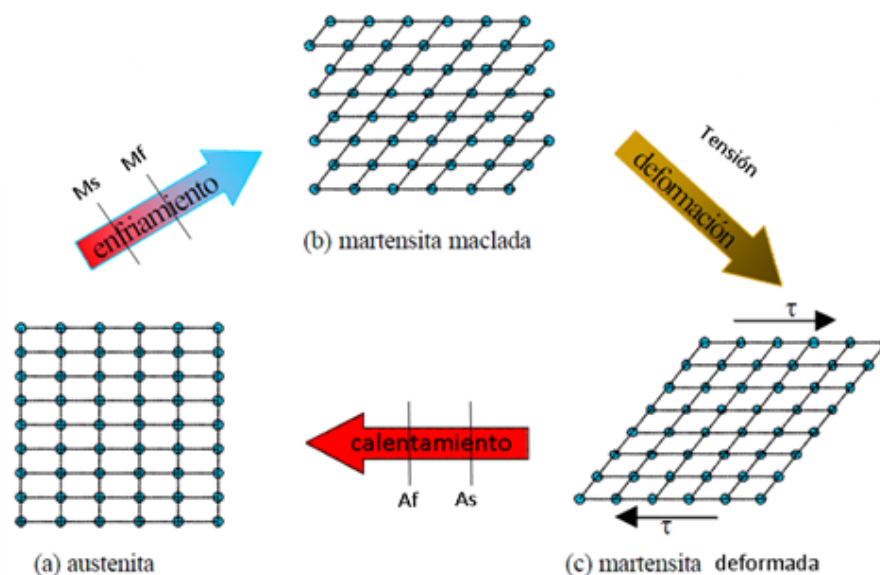 Ms
Mf
enfriamiento
(b) martensita maclada
Tensión
deformación
τ
calentamiento
Af
As
τ
(a) austenita
(c) martensita deformada